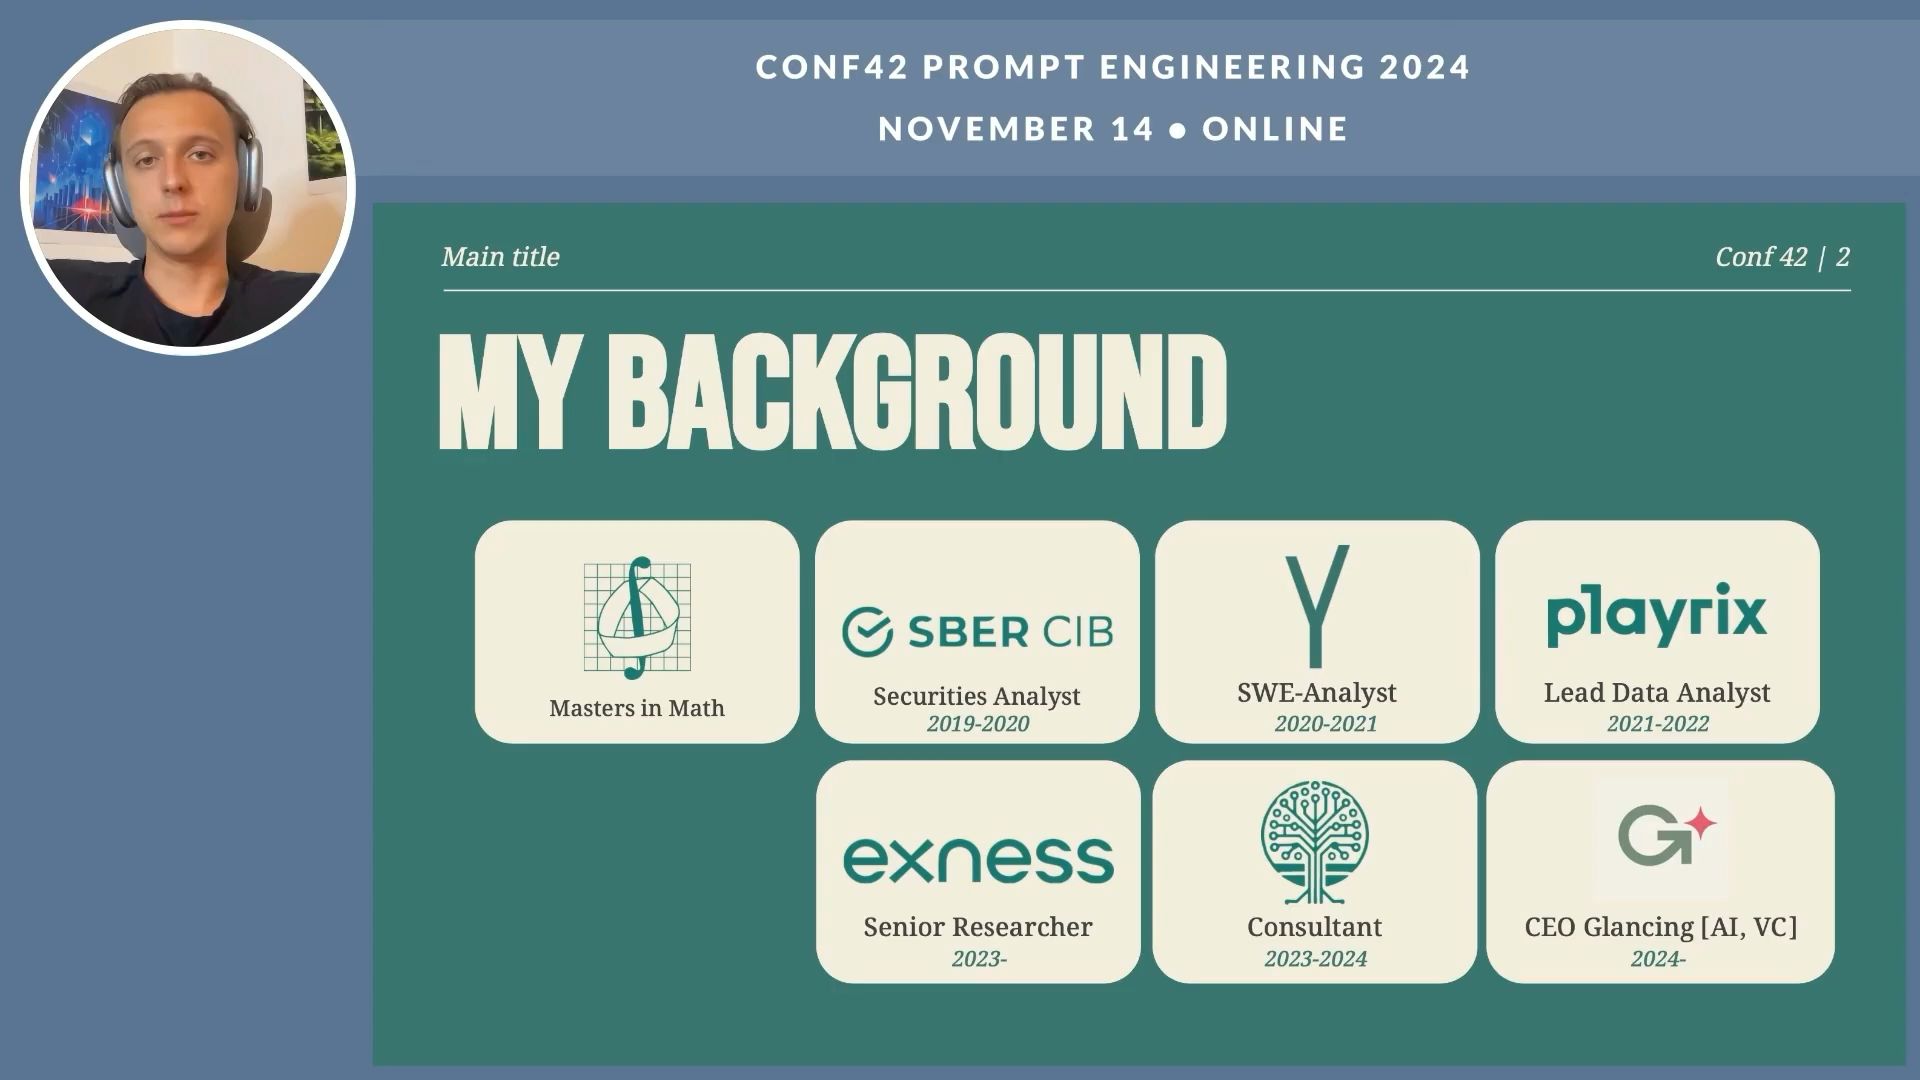 CONF42 PROMPT ENGINEERING 2024
NOVEMBER 14 ● ONLINE
Main title
Conf 42 | 2
MY BACKGROUND
Masters in Math
SBER CIB
Securities Analyst
2019-2020
Y
SWE-Analyst
2020-2021
playrix
Lead Data Analyst
2021-2022
exness
Senior Researcher
2023-
Consultant
2023-2024
G
CEO Glancing [AI, VC]
2024-